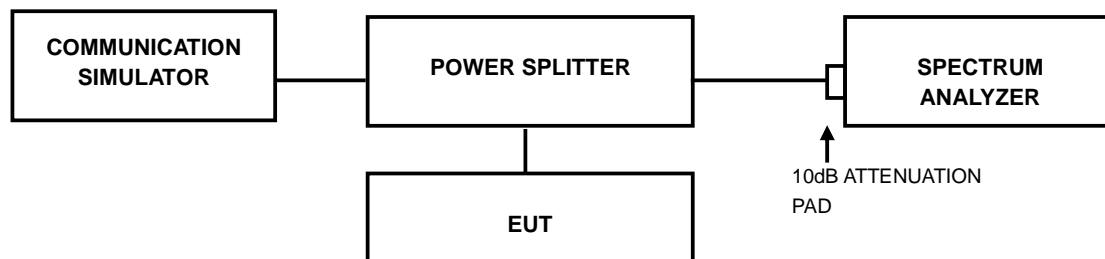 COMMUNICATION
SIMULATOR
POWER SPLITTER
SPECTRUM
ANALYZER
10dB ATTENUATION
PAD
EUT